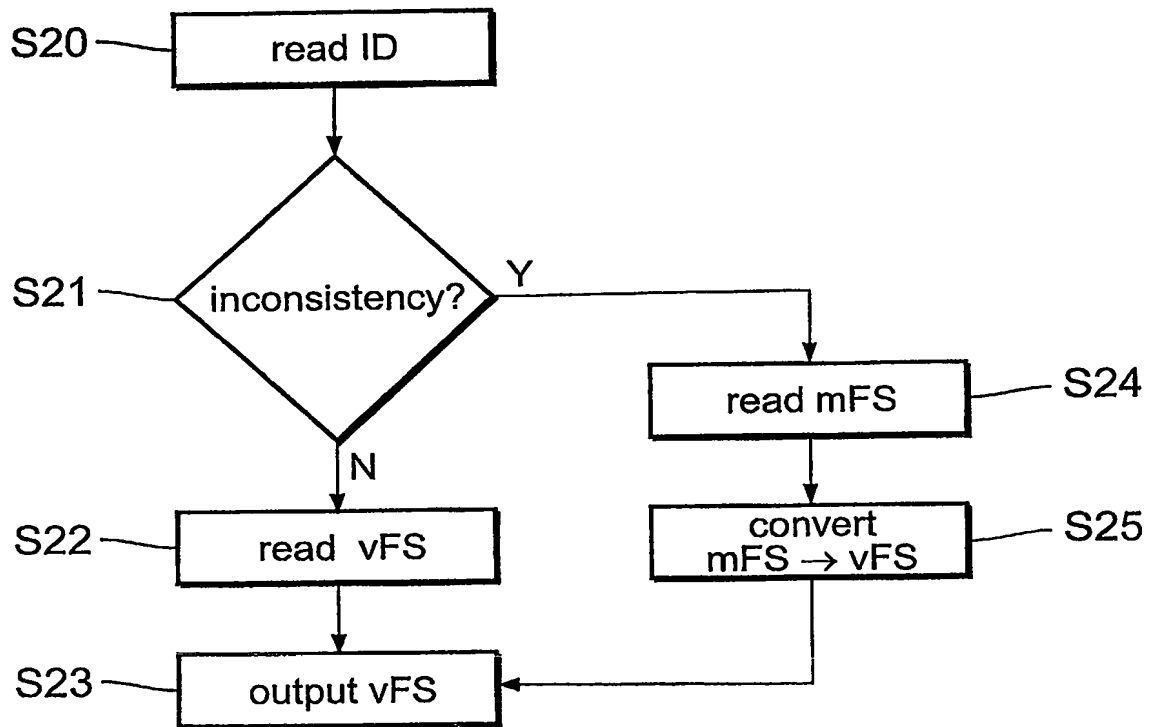 S20
read ID
S21
inconsistency?
Y
N
read mFS
S24
S22
read vFS
convert
mFS → vFS
S25
S23
output vFS